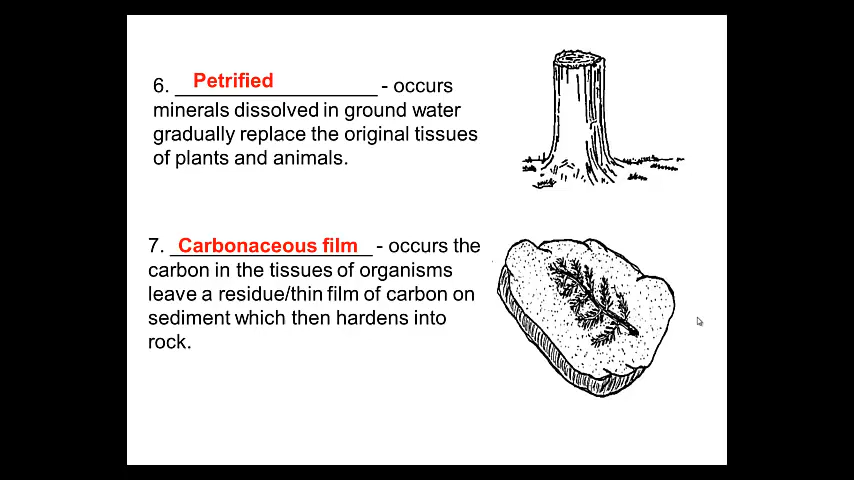 6. Petrified - occurs
minerals dissolved in ground water
gradually replace the original tissues
of plants and animals.
7. Carbonaceous film - occurs the
carbon in the tissues of organisms
leave a residue/thin film of carbon on
sediment which then hardens into
rock.